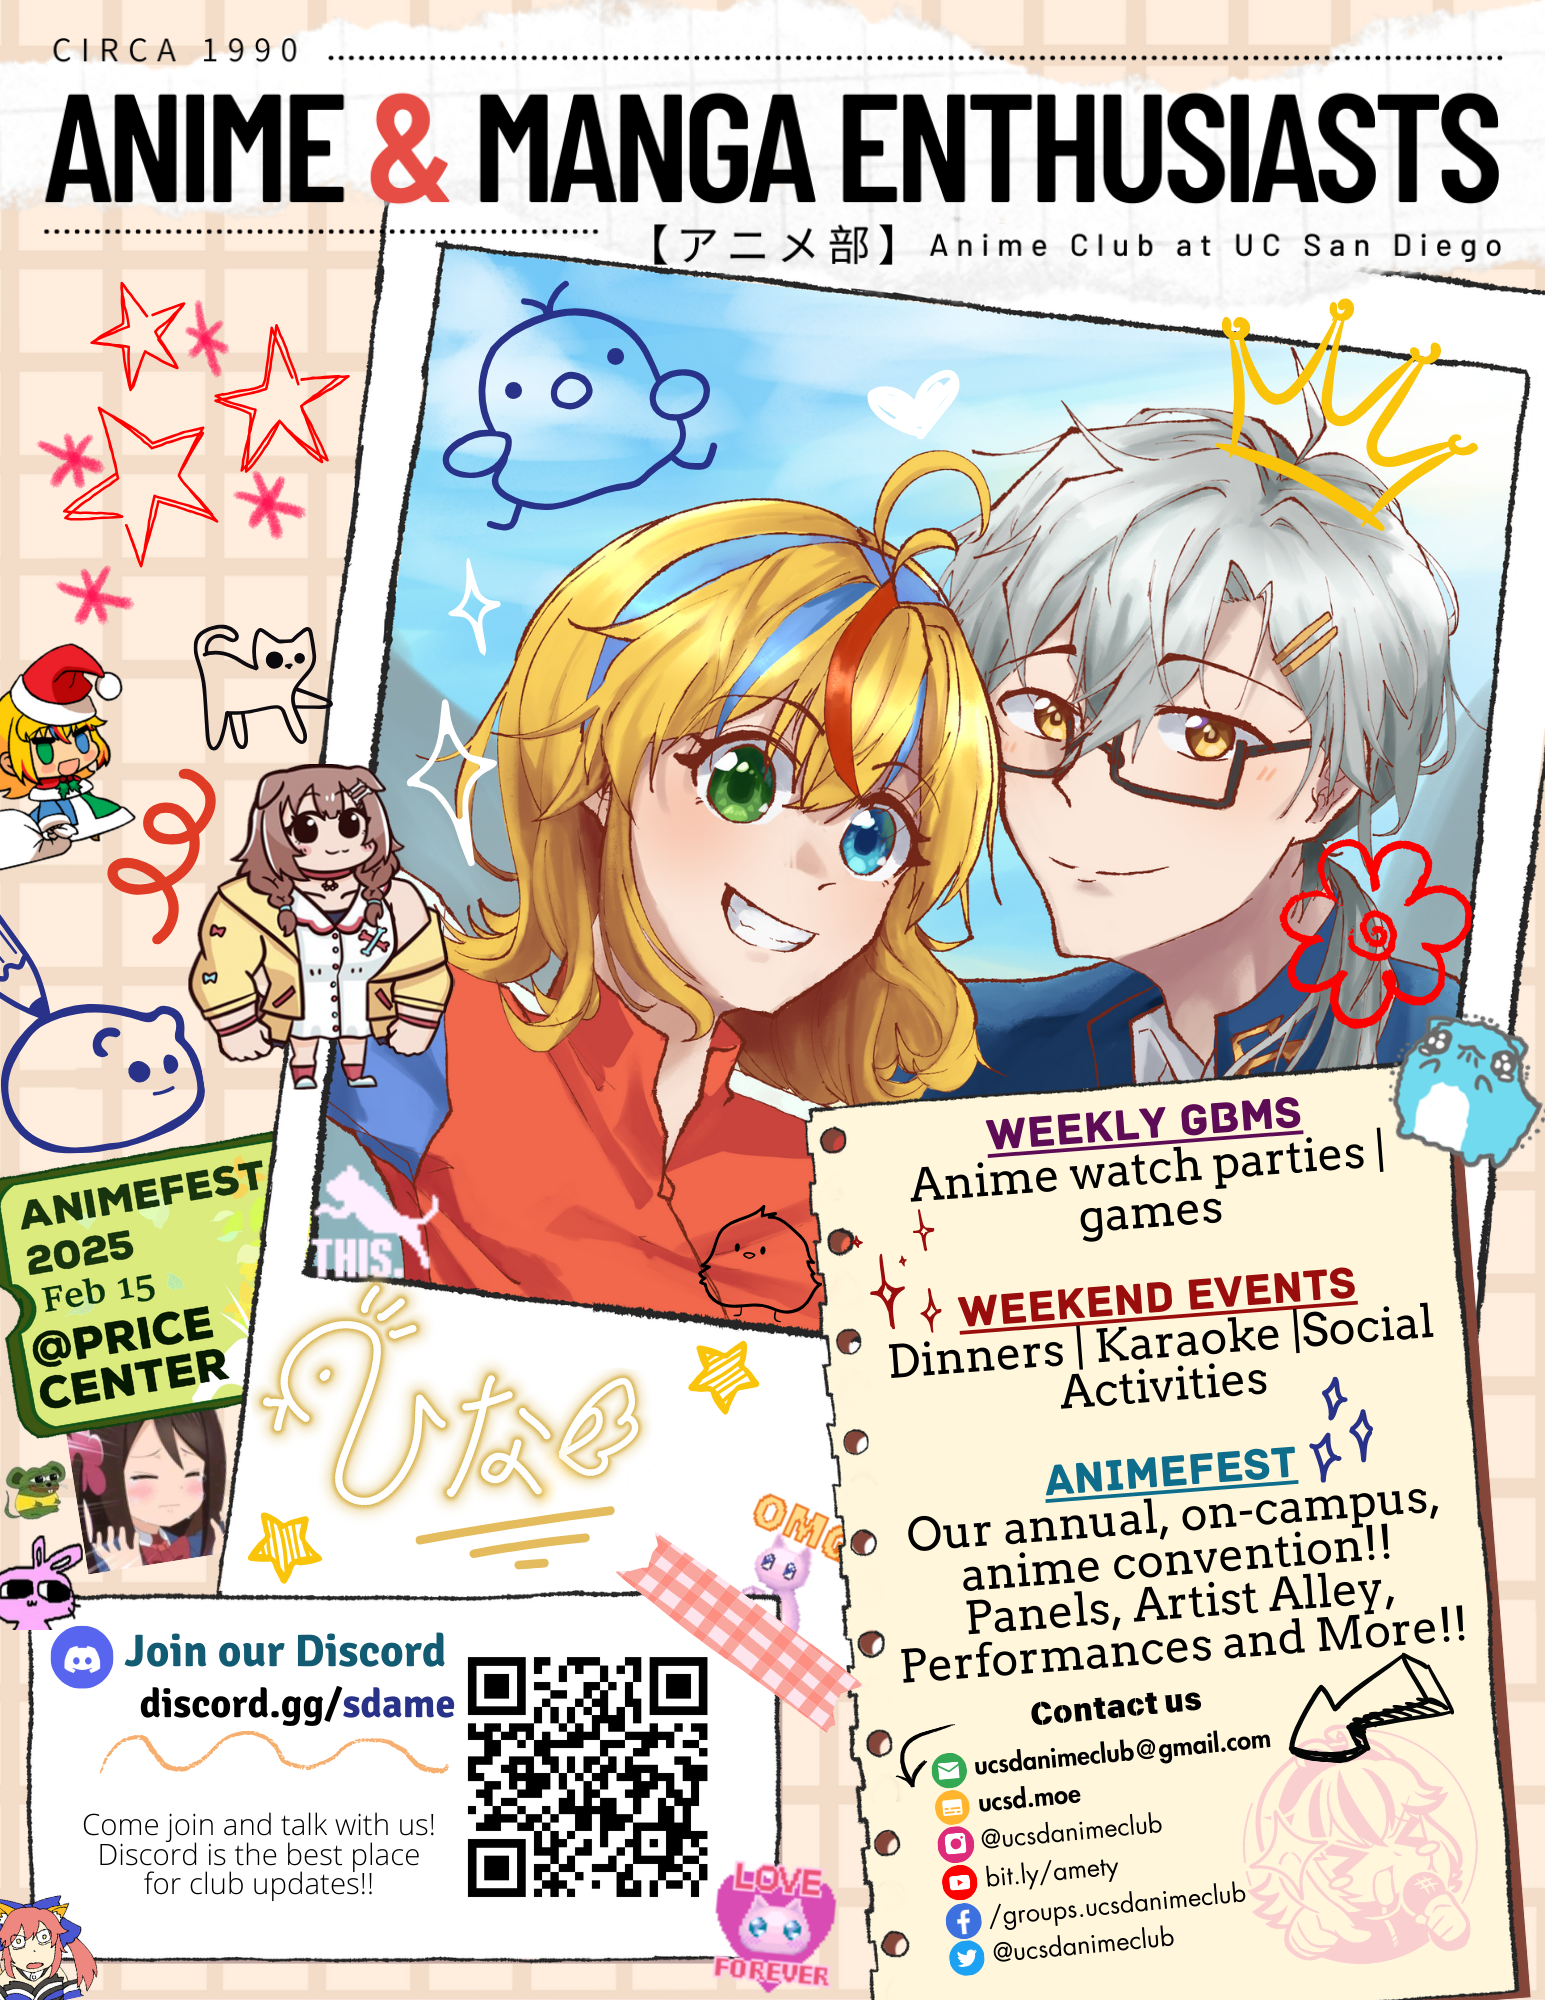 CIRCA 1990
ANIME & MANGA ENTHUSIASTS
【アニメ部】 Anime Club at UC San Diego
THIS.
ANIMEFEST
2025
Feb 15
@PRICE
CENTER
ひな
WEEKLY GBMS
Anime watch parties |
games
WEEKEND EVENTS
Dinners | Karaoke |Social
Activities
ANIMEFEST
Our annual, on-campus,
anime convention!!
Panels, Artist Alley,
Performances and More!!
OMG
Join our Discord
discord.gg/sdame
Come join and talk with us!
Discord is the best place
for club updates!!
LOVE
FOREVER
Contact us
ucsdanimeclub@gmail.com
ucsd.moe
@ucsdanimeclub
bit.ly/amety
/groups.ucsdanimeclub
@ucsdanimeclub